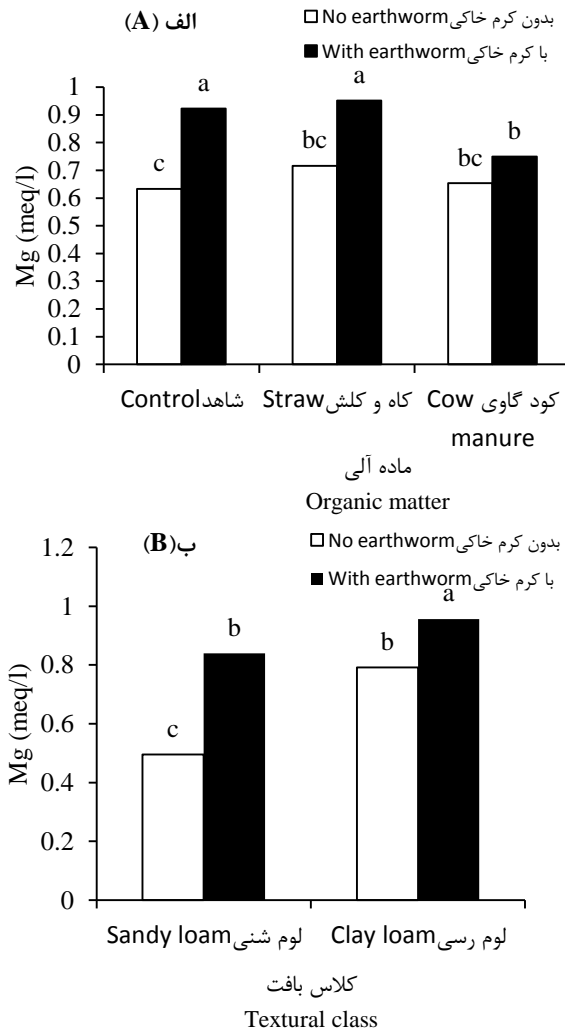 الف (A)
No earthworm بدون کرم خاکی
With earthworm با کرم خاکی
Mg (meq/l)
1
0.9
0.8
0.7
0.6
0.5
0.4
0.3
0.2
0.1
0
c
a
bc
a
bc
b
Control شاهد
Straw کاه و کلش
Cow کود گاوی
manure
ماده آلی
Organic matter
ب (B)
No earthworm بدون کرم خاکی
With earthworm با کرم خاکی
Mg (meq/l)
1.2
1
0.8
0.6
0.4
0.2
0
c
b
b
a
Sandy loam لوم شنی
Clay loam لوم رسی
کلاس بافت
Textural class